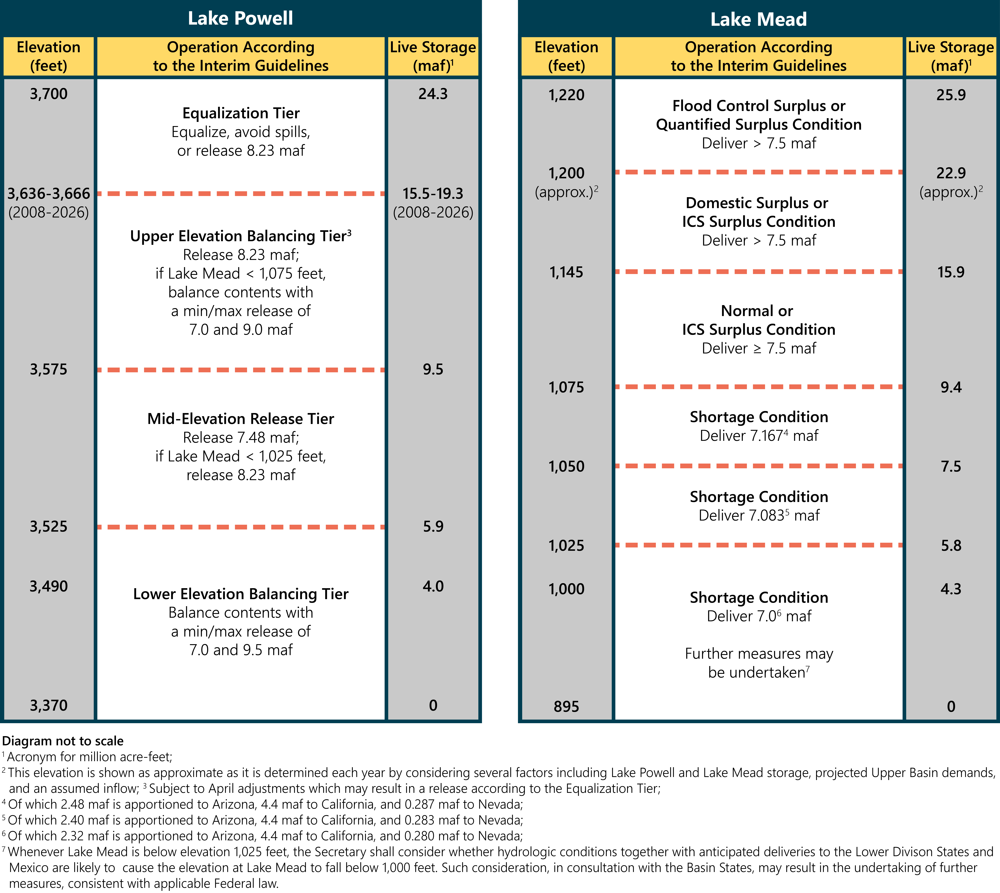 Lake Powell
Elevation
(feet)
Operation According
to the Interim Guidelines
Live Storage
(maf)¹
3,700
Equalization Tier
Equalize, avoid spills,
or release 8.23 maf
24.3
3,636-3,666
(2008-2026)
15.5-19.3
(2008-2026)
Upper Elevation Balancing Tier³
Release 8.23 maf;
if Lake Mead < 1,075 feet,
balance contents with
a min/max release of
7.0 and 9.0 maf
3,575
9.5
Mid-Elevation Release Tier
Release 7.48 maf;
if Lake Mead < 1,025 feet,
release 8.23 maf
3,525
5.9
3,490
4.0
Lower Elevation Balancing Tier
Balance contents with
a min/max release of
7.0 and 9.5 maf
3,370
0
Lake Mead
Elevation
(feet)
Operation According
to the Interim Guidelines
Live Storage
(maf)¹
1,220
Flood Control Surplus or
Quantified Surplus Condition
Deliver > 7.5 maf
25.9
1,200
(approx.)²
22.9
(approx.)²
Domestic Surplus or
ICS Surplus Condition
Deliver > 7.5 maf
1,145
15.9
Normal or
ICS Surplus Condition
Deliver ≥ 7.5 maf
1,075
9.4
Shortage Condition
Deliver 7.167⁴ maf
1,050
7.5
Shortage Condition
Deliver 7.083⁵ maf
1,025
5.8
1,000
4.3
Shortage Condition
Deliver 7.0⁶ maf
Further measures may
be undertaken⁷
895
0
Diagram not to scale
¹ Acronym for million acre-feet;
² This elevation is shown as approximate as it is determined each year by considering several factors including Lake Powell and Lake Mead storage, projected Upper Basin demands,
and an assumed inflow; ³ Subject to April adjustments which may result in a release according to the Equalization Tier;
⁴ Of which 2.48 maf is apportioned to Arizona, 4.4 maf to California, and 0.287 maf to Nevada;
⁵ Of which 2.40 maf is apportioned to Arizona, 4.4 maf to California, and 0.283 maf to Nevada;
⁶ Of which 2.32 maf is apportioned to Arizona, 4.4 maf to California, and 0.280 maf to Nevada;
⁷ Whenever Lake Mead is below elevation 1,025 feet, the Secretary shall consider whether hydrologic conditions together with anticipated deliveries to the Lower Divison States and
Mexico are likely to cause the elevation at Lake Mead to fall below 1,000 feet. Such consideration, in consultation with the Basin States, may result in the undertaking of further
measures, consistent with applicable Federal law.